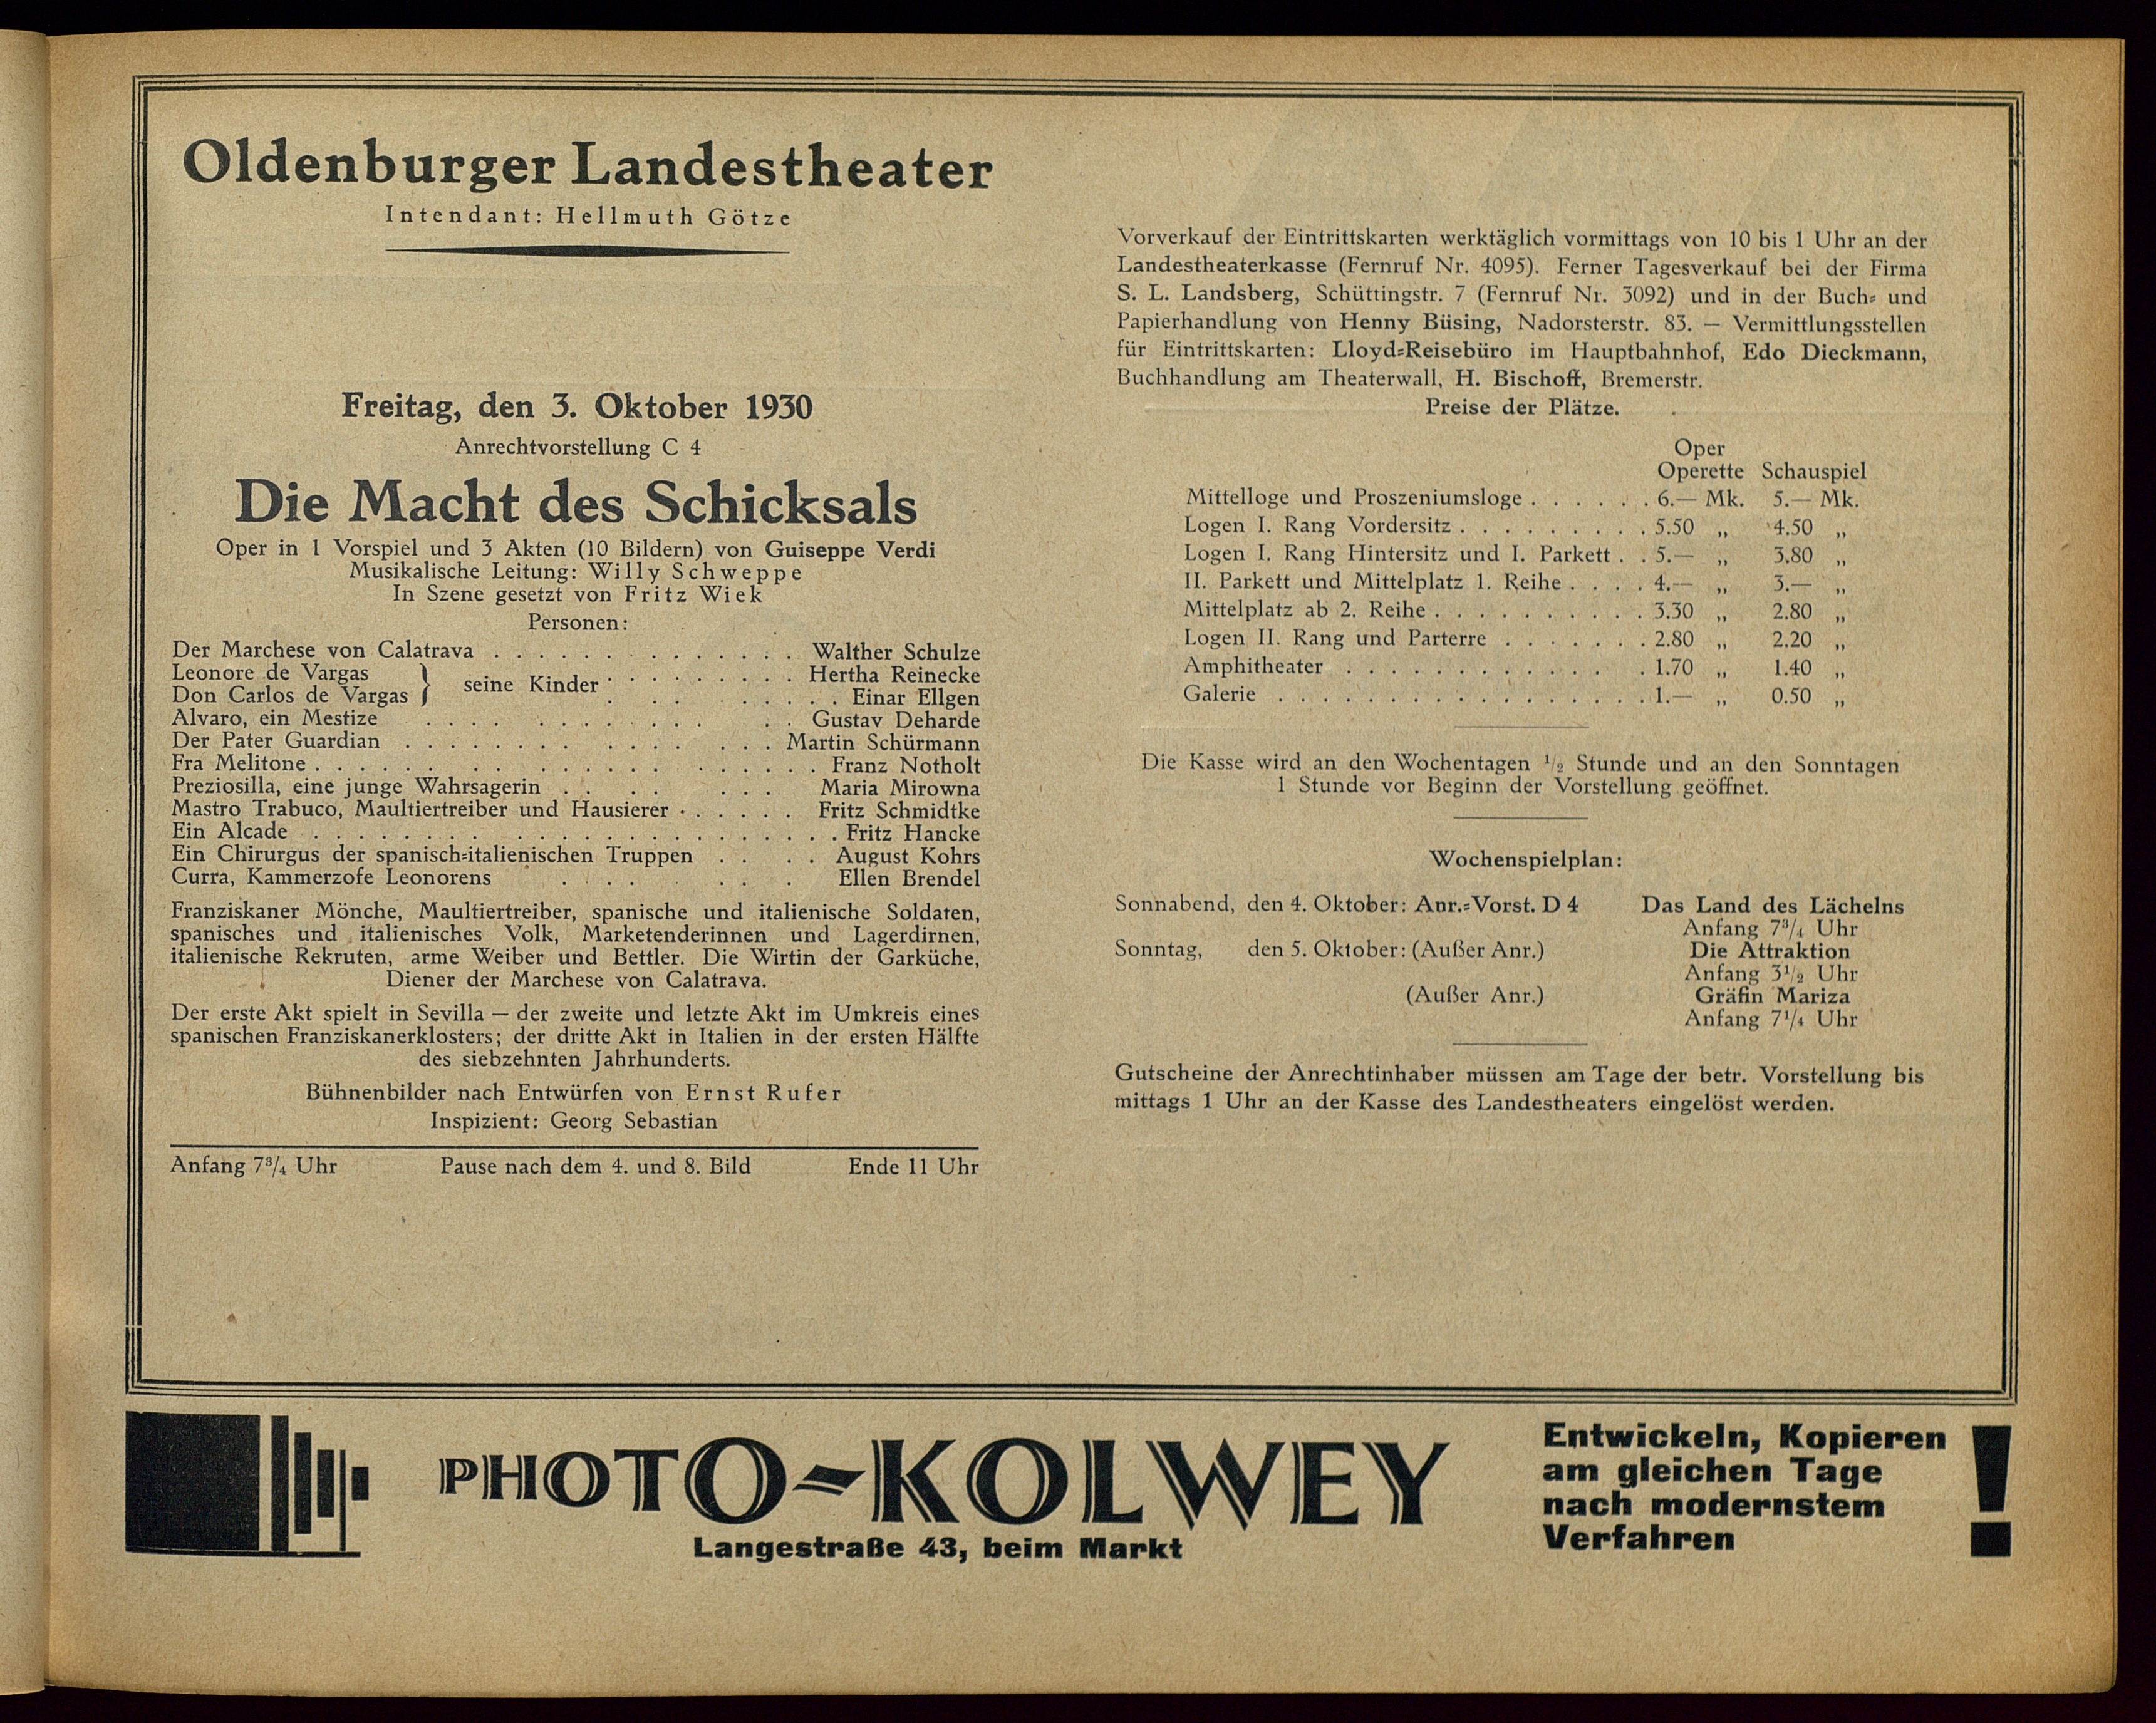 Oldenburger Landestheater
Intendant: Hellmuth Götze
Freitag, den 3. Oktober 1930
Anrechtvorstellung C 4
Die Macht des Schicksals
Oper in 1 Vorspiel und 3 Akten (10 Bildern) von Guiseppe Verdi
Musikalische Leitung: Willy Schweppe
In Szene gesetzt von Fritz Wiek
Personen:
Der Marchese von Calatrava . . . . . . . . . . . . . . Walther Schulze
Leonore de Vargas } seine Kinder . . . . . . . . . Hertha Reinecke
Don Carlos de Vargas } . . . . . . . . . Einar Ellgen
Alvaro, ein Mestize . . . . . . . . . . . . . . Gustav Deharde
Der Pater Guardian . . . . . . . . . . . . . . . Martin Schürmann
Fra Melitone . . . . . . . . . . . . . . . . . . . . Franz Notholt
Preziosilla, eine junge Wahrsagerin . . . . . . . Maria Mirowna
Mastro Trabuco, Maultiertreiber und Hausierer . . . . . . Fritz Schmidtke
Ein Alcade . . . . . . . . . . . . . . . . . . . . . . Fritz Hancke
Ein Chirurgus der spanisch-italienischen Truppen . . . . August Kohrs
Curra, Kammerzofe Leonorens . . . . . . . Ellen Brendel
Franziskaner Mönche, Maultiertreiber, spanische und italienische Soldaten,
spanisches und italienisches Volk, Marketenderinnen und Lagerdirnen,
italienische Rekruten, arme Weiber und Bettler. Die Wirtin der Garküche,
Diener der Marchese von Calatrava.
Der erste Akt spielt in Sevilla — der zweite und letzte Akt im Umkreis eines
spanischen Franziskanerklosters; der dritte Akt in Italien in der ersten Hälfte
des siebzehnten Jahrhunderts.
Bühnenbilder nach Entwürfen von Ernst Rufer
Inspizient: Georg Sebastian
Anfang 7¾ Uhr Pause nach dem 4. und 8. Bild Ende 11 Uhr
Vorverkauf der Eintrittskarten werktäglich vormittags von 10 bis 1 Uhr an der
Landestheaterkasse (Fernruf Nr. 4095). Ferner Tagesverkauf bei der Firma
S. L. Landsberg, Schüttingstr. 7 (Fernruf Nr. 3092) und in der Buch- und
Papierhandlung von Henny Büsing, Nadorsterstr. 83. — Vermittlungsstellen
für Eintrittskarten: Lloyd-Reisebüro im Hauptbahnhof, Edo Dieckmann,
Buchhandlung am Theaterwall, H. Bischoff, Bremerstr.
Preise der Plätze.
Oper
Operette Schauspiel
Mittelloge und Proszeniumsloge . . . . . . 6.— Mk. 5.— Mk.
Logen I. Rang Vordersitz . . . . . . . . . 5.50 „ 4.50 „
Logen I. Rang Hintersitz und I. Parkett . . 5.— „ 3.80 „
II. Parkett und Mittelplatz 1. Reihe . . . . 4.— „ 3.— „
Mittelplatz ab 2. Reihe . . . . . . . . . . 3.30 „ 2.80 „
Logen II. Rang und Parterre . . . . . . . 2.80 „ 2.20 „
Amphitheater . . . . . . . . . . . . . 1.70 „ 1.40 „
Galerie . . . . . . . . . . . . . . . . 1.— „ 0.50 „
Die Kasse wird an den Wochentagen ½ Stunde und an den Sonntagen
1 Stunde vor Beginn der Vorstellung geöffnet.
Wochenspielplan:
Sonnabend, den 4. Oktober: Anr.-Vorst. D 4 Das Land des Lächelns
Anfang 7¾ Uhr
Sonntag, den 5. Oktober: (Außer Anr.) Die Attraktion
Anfang 3½ Uhr
(Außer Anr.) Gräfin Mariza
Anfang 7¼ Uhr
Gutscheine der Anrechtinhaber müssen am Tage der betr. Vorstellung bis
mittags 1 Uhr an der Kasse des Landestheaters eingelöst werden.
PHOTO-KOLWEY
Langestraße 43, beim Markt
Entwickeln, Kopieren
am gleichen Tage
nach modernstem
Verfahren !